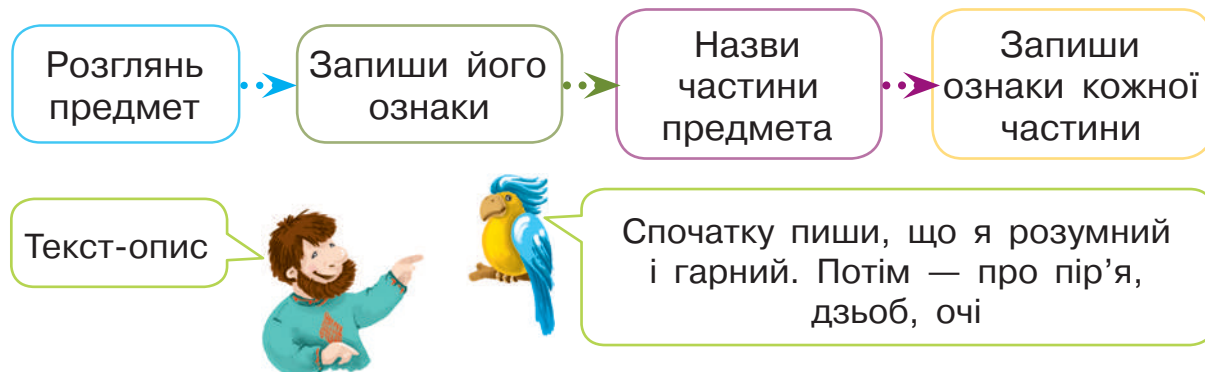 Розглянь
предмет
Запиши його
ознаки
Назви
частини
предмета
Запиши
ознаки кожної
частини
Текст-опис
Спочатку пиши, що я розумний
і гарний. Потім — про пір’я,
дзьоб, очі